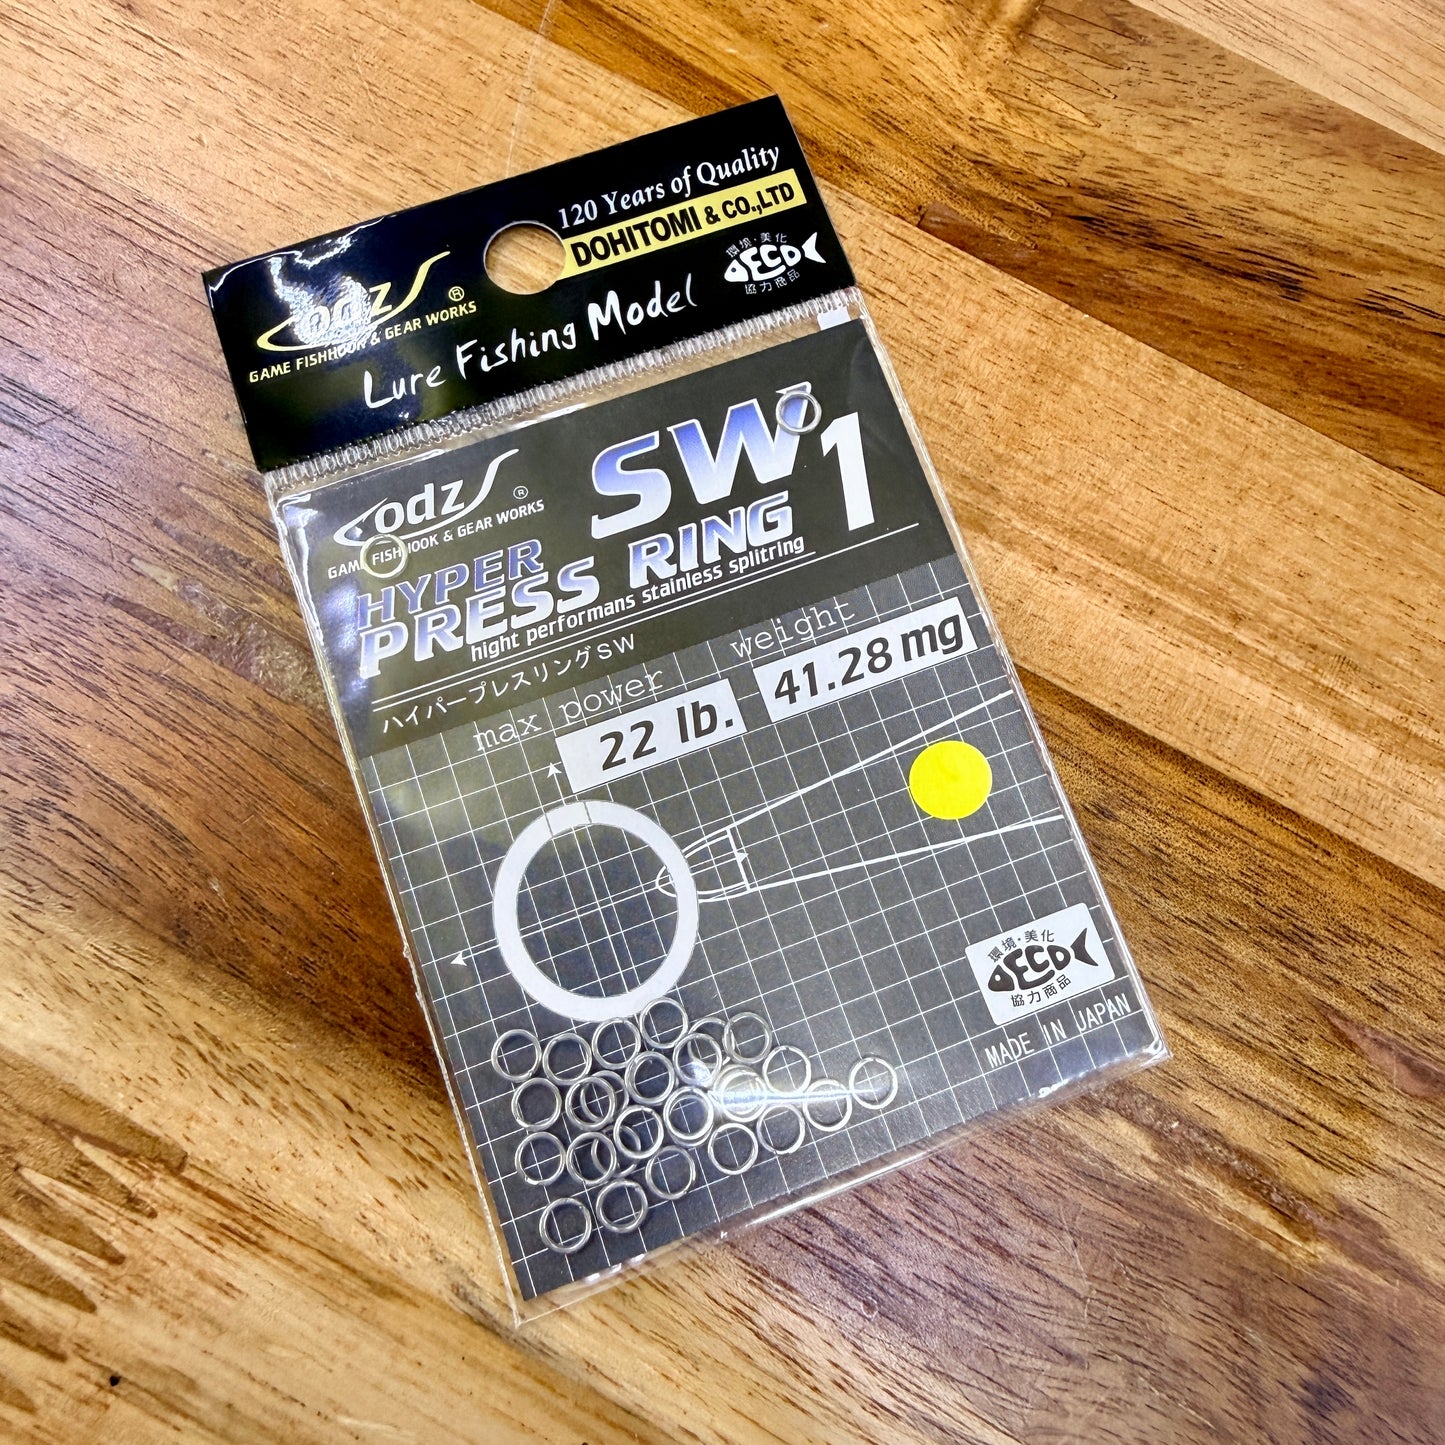 120 Years of Quality
DOHITOMI & CO.,LTD
odz ®
GAME FISHHOOK & GEAR WORKS
Lure Fishing Model
環境・美化
ECO
協力商品
odz ®
GAME FISHHOOK & GEAR WORKS
SW 1
HYPER
PRESS RING
hight performans stainless splitring
ハイパープレスリングSW
max power
22 lb.
weight
41.28 mg
環境・美化
ECO
協力商品
MADE IN JAPAN